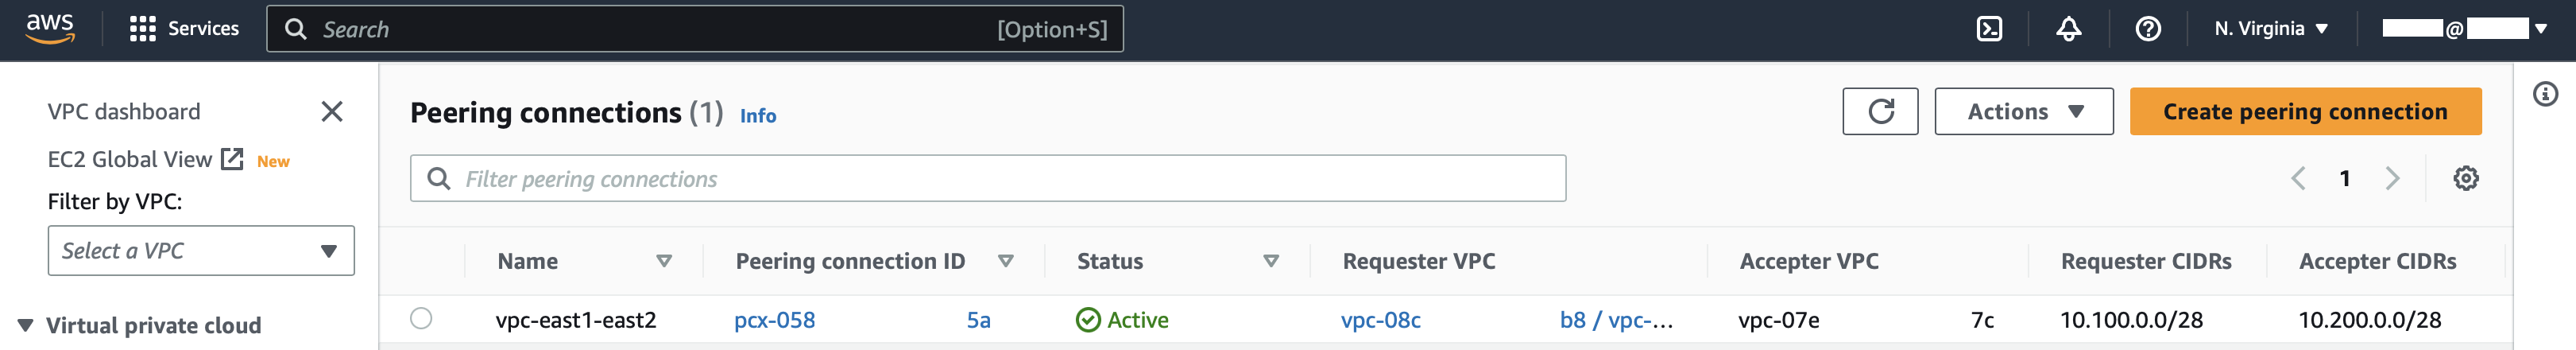 aws Services Search [Option+S] N. Virginia @
VPC dashboard
EC2 Global View New
Filter by VPC:
Select a VPC
Virtual private cloud
Peering connections (1) Info Actions Create peering connection
Filter peering connections 1
Name Peering connection ID Status Requester VPC Accepter VPC Requester CIDRs Accepter CIDRs
vpc-east1-east2 pcx-058 5a Active vpc-08c b8 / vpc-... vpc-07e 7c 10.100.0.0/28 10.200.0.0/28